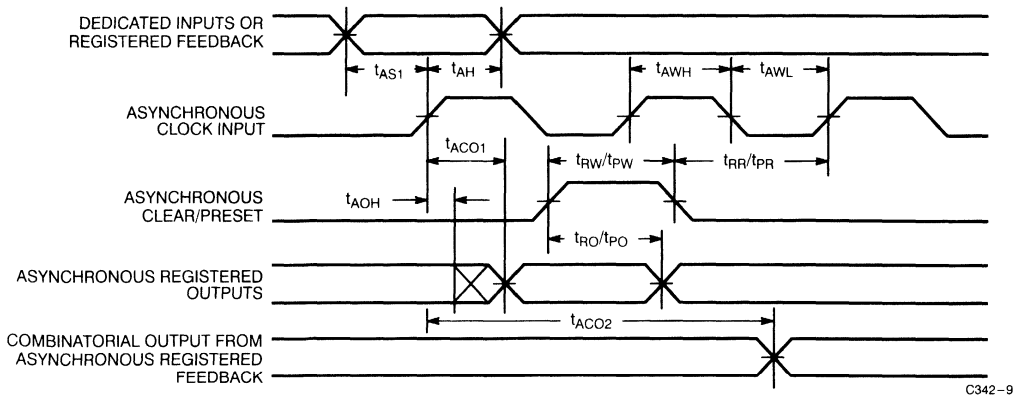 DEDICATED INPUTS OR
REGISTERED FEEDBACK
tAS1
tAH
tAWH
tAWL
ASYNCHRONOUS
CLOCK INPUT
tACO1
tRW/tPW
tRR/tPR
ASYNCHRONOUS
CLEAR/PRESET
tAOH
tRO/tPO
ASYNCHRONOUS REGISTERED
OUTPUTS
tACO2
COMBINATORIAL OUTPUT FROM
ASYNCHRONOUS REGISTERED
FEEDBACK
C342–9